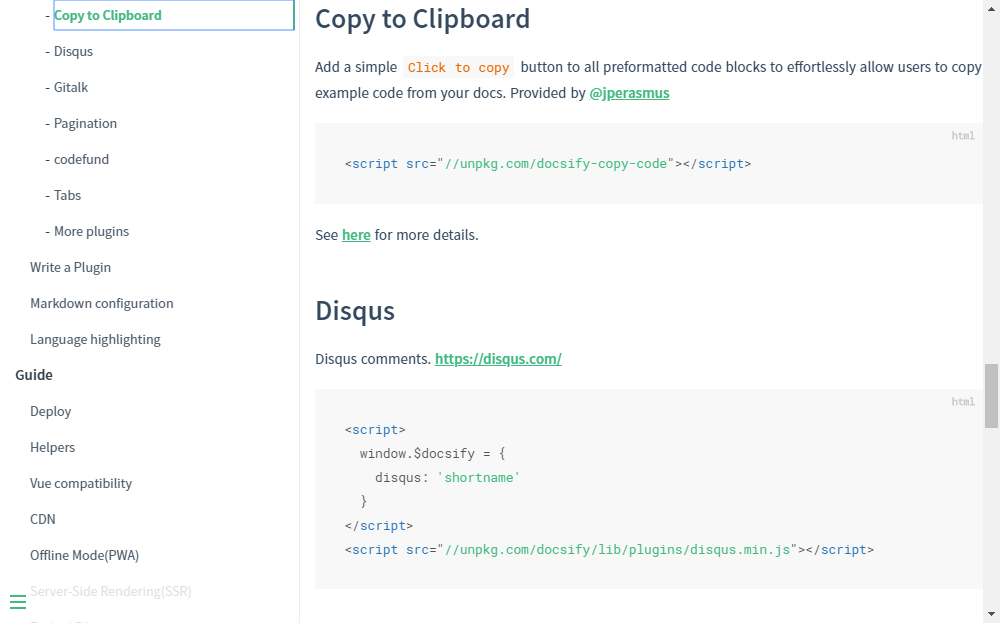 - Copy to Clipboard
- Disqus
- Gitalk
- Pagination
- codefund
- Tabs
- More plugins
Write a Plugin
Markdown configuration
Language highlighting
Guide
Deploy
Helpers
Vue compatibility
CDN
Offline Mode(PWA)
Server-Side Rendering(SSR)
Copy to Clipboard
Add a simple Click to copy button to all preformatted code blocks to effortlessly allow users to copy
example code from your docs. Provided by @jperasmus
html
<script src="//unpkg.com/docsify-copy-code"></script>
See here for more details.
Disqus
Disqus comments. https://disqus.com/
html
<script>
window.$docsify = {
disqus: 'shortname'
}
</script>
<script src="//unpkg.com/docsify/lib/plugins/disqus.min.js"></script>